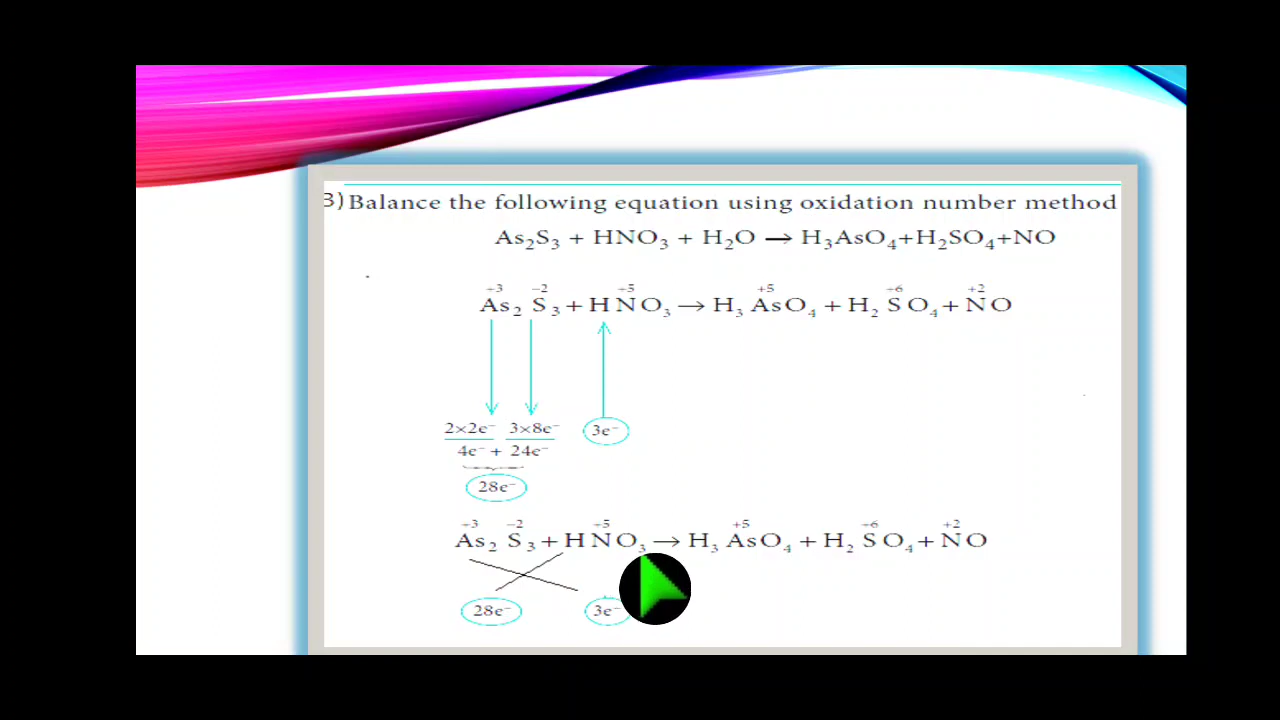 3) Balance the following equation using oxidation number method
As₂S₃ + HNO₃ + H₂O → H₃AsO₄+H₂SO₄+NO
+3 −2 +5 +5 +6 +2
As₂ S₃ + H N O₃ → H₃ AsO₄ + H₂ S O₄ + N O
2×2e⁻ 3×8e⁻ 3e⁻
4e⁻ + 24e⁻
28e⁻
+3 −2 +5 +5 +6 +2
As₂ S₃ + H N O₃ → H₃ AsO₄ + H₂ S O₄ + N O
28e⁻ 3e⁻